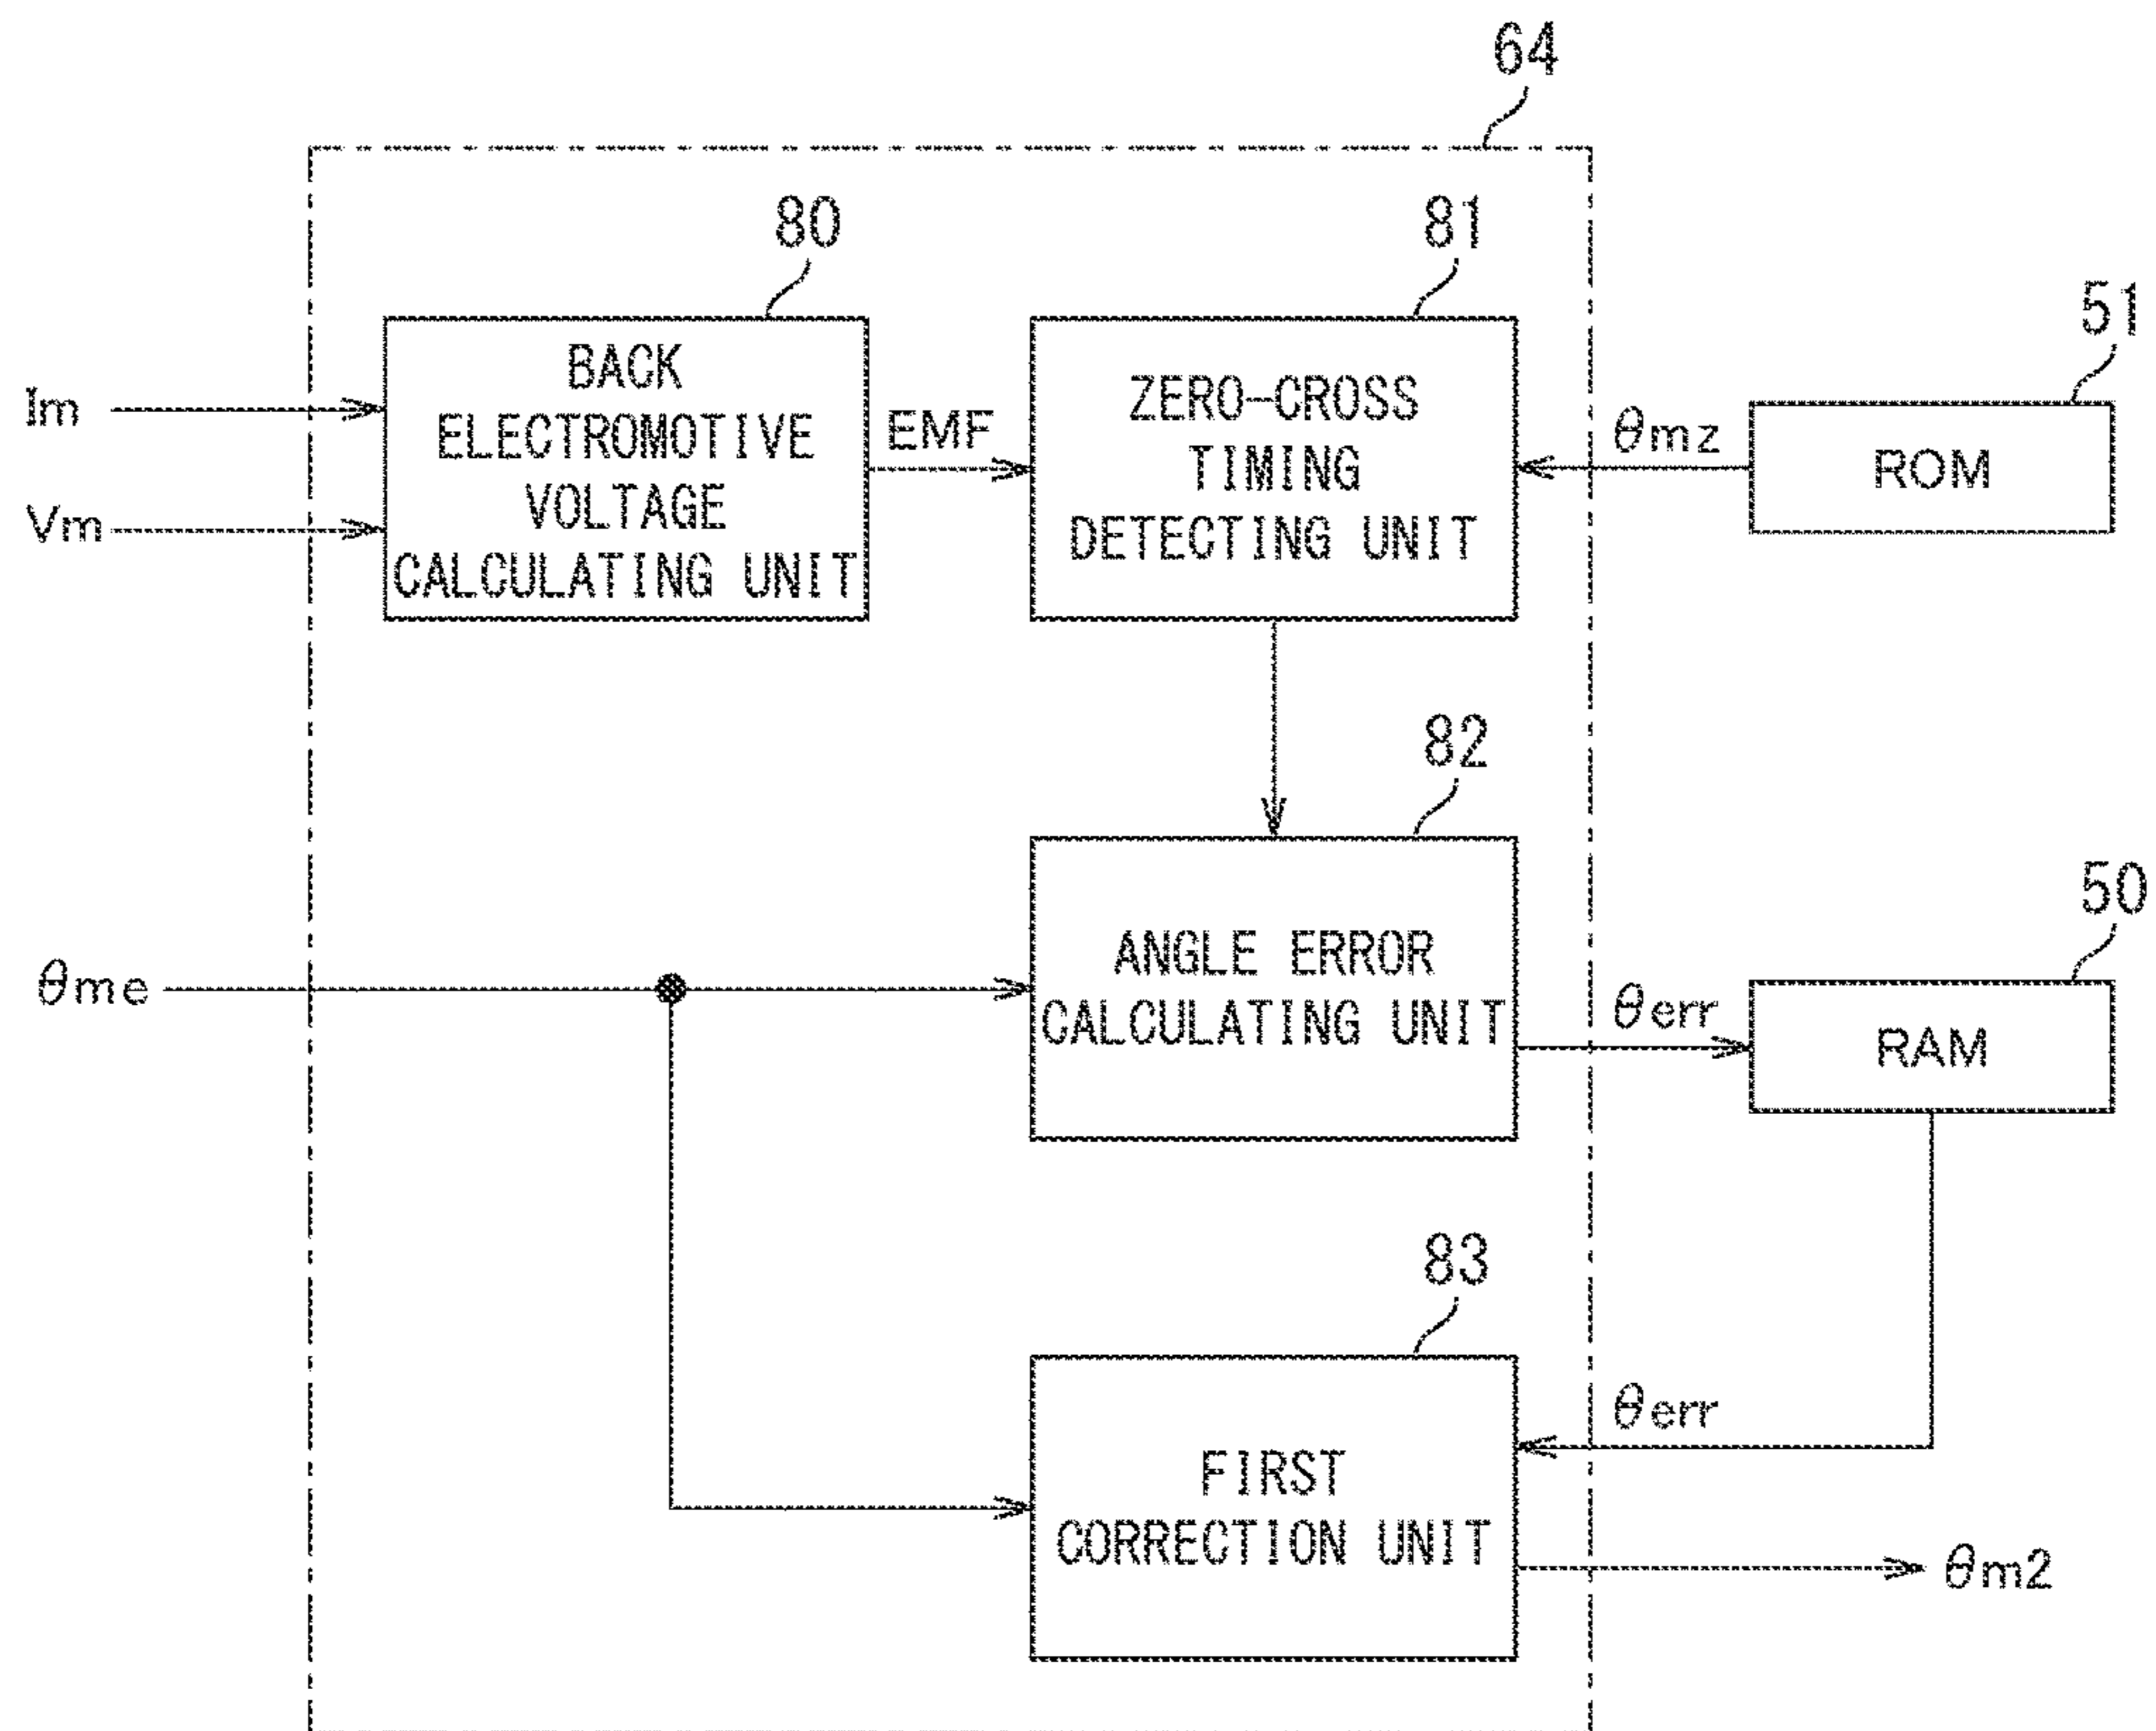 64
80
81
51
Im
Vm
BACK
ELECTROMOTIVE
VOLTAGE
CALCULATING UNIT
EMF
ZERO-CROSS
TIMING
DETECTING UNIT
θmz
ROM
82
50
θme
ANGLE ERROR
CALCULATING UNIT
θerr
RAM
83
θerr
FIRST
CORRECTION UNIT
θm2